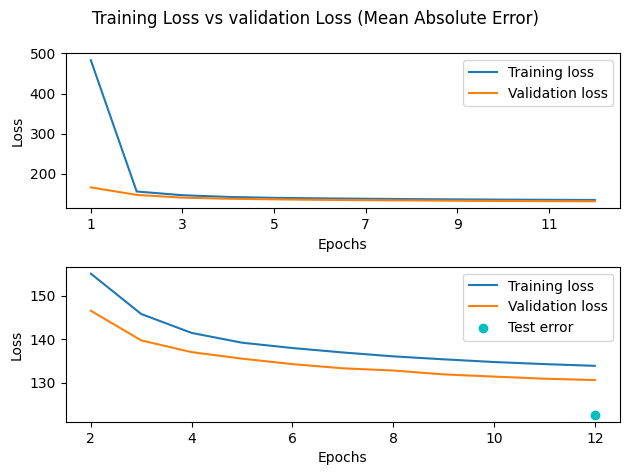 Training Loss vs validation Loss (Mean Absolute Error)
500
400
300
200
Loss
Training loss
Validation loss
1 3 5 7 9 11
Epochs
150
140
130
Loss
Training loss
Validation loss
Test error
2 4 6 8 10 12
Epochs